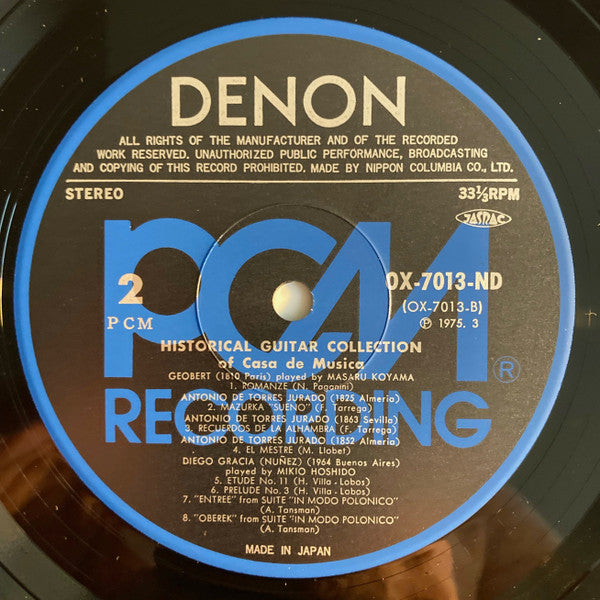 DENON
ALL RIGHTS OF THE MANUFACTURER AND OF THE RECORDED
WORK RESERVED. UNAUTHORIZED PUBLIC PERFORMANCE, BROADCASTING
AND COPYING OF THIS RECORD PROHIBITED. MADE BY NIPPON COLUMBIA CO., LTD.
STEREO 33⅓RPM
JASRAC
PCM
RECORDING ®
2
PCM
OX-7013-ND
(OX-7013-B)
℗ 1975. 3
HISTORICAL GUITAR COLLECTION
of Casa de Musica
GEOBERT (1810 Paris) played by MASARU KOYAMA
1. ROMANZE (N. Paganini)
ANTONIO DE TORRES JURADO (1825 Almeria)
2. MAZURKA "SUENO" (F. Tarrega)
ANTONIO DE TORRES JURADO (1863 Sevilla)
3. RECUERDOS DE LA ALHAMBRA (F. Tarrega)
ANTONIO DE TORRES JURADO (1852 Almeria)
4. EL MESTRE (M. Llobet)
DIEGO GRACIA (NUÑEZ) (1964 Buenos Aires)
played by MIKIO HOSHIDO
5. ETUDE No. 11 (H. Villa-Lobos)
6. PRELUDE No. 3 (H. Villa-Lobos)
7. "ENTREE" from SUITE "IN MODO POLONICO"
(A. Tansman)
8. "OBEREK" from SUITE "IN MODO POLONICO"
(A. Tansman)
MADE IN JAPAN